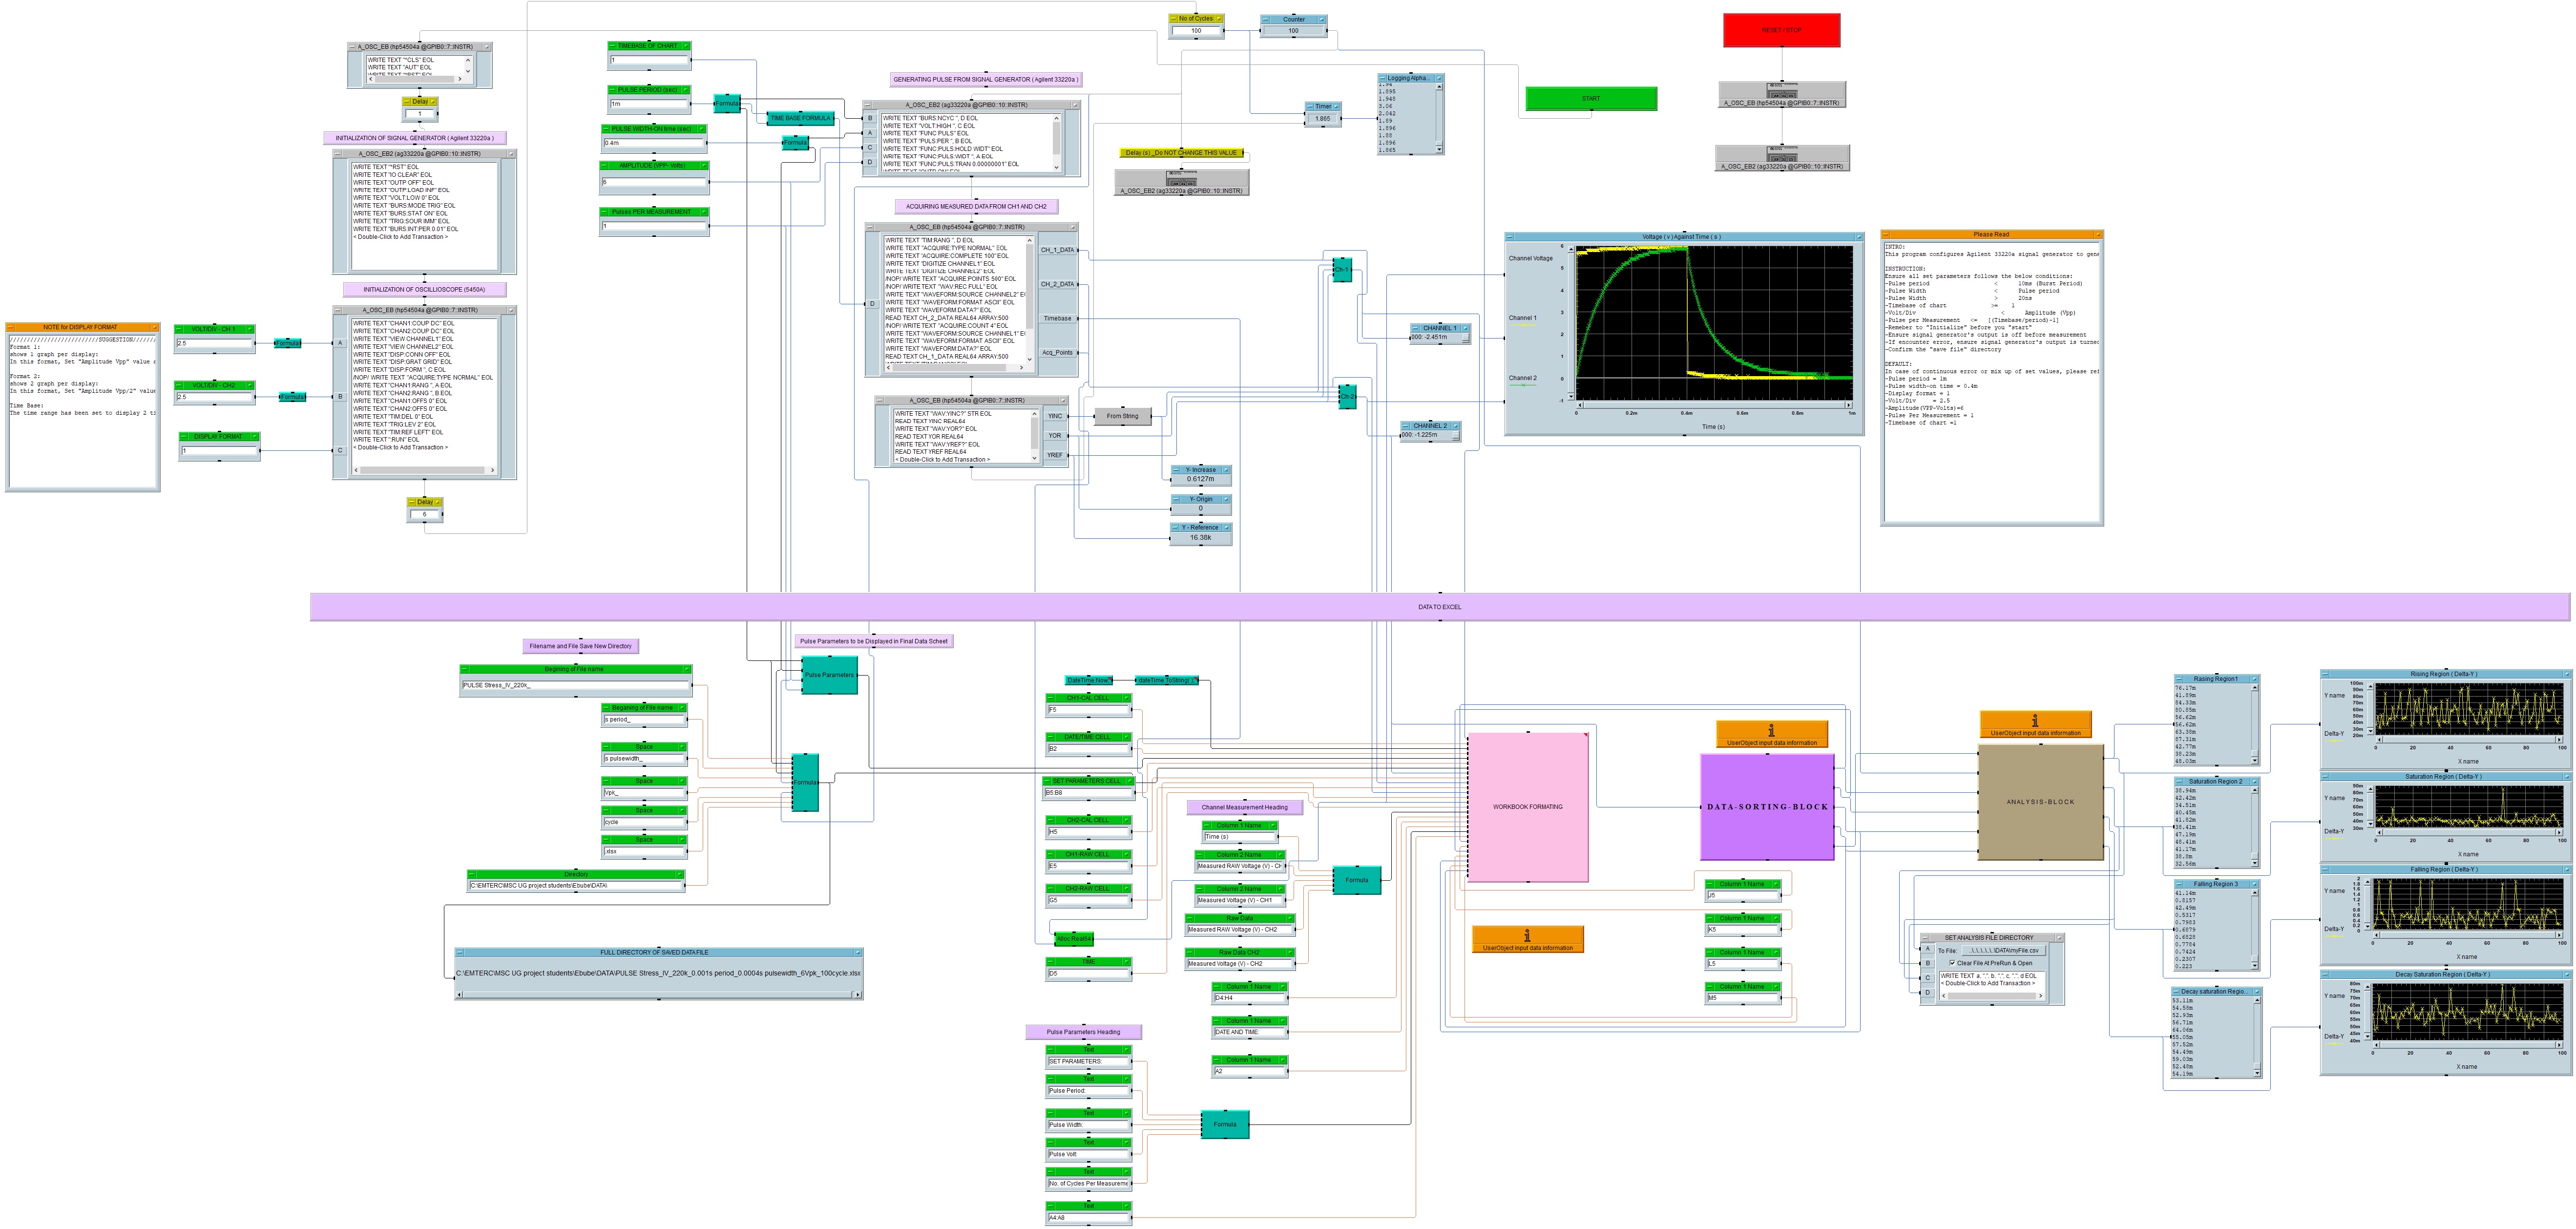 A_OSC_EB (hp54504a @GPIB0::7::INSTR)
WRITE TEXT "*CLS" EOL
WRITE TEXT "AUT" EOL
Delay
1
INITIALIZATION OF SIGNAL GENERATOR ( Agilent 33220a )
A_OSC_EB2 (ag33220a @GPIB0::10::INSTR)
WRITE TEXT "*RST" EOL
WRITE TEXT "IO CLEAR" EOL
WRITE TEXT "OUTP OFF" EOL
WRITE TEXT "OUTP:LOAD INF" EOL
WRITE TEXT "VOLT:LOW 0" EOL
WRITE TEXT "BURS:MODE TRIG" EOL
WRITE TEXT "BURS:STAT ON" EOL
WRITE TEXT "TRIG:SOUR IMM" EOL
WRITE TEXT "BURS:INT:PER 0.01" EOL
< Double-Click to Add Transaction >
INITIALIZATION OF OSCILLIOSCOPE (5450A)
A_OSC_EB (hp54504a @GPIB0::7::INSTR)
A
B
C
WRITE TEXT "CHAN1:COUP DC" EOL
WRITE TEXT "CHAN2:COUP DC" EOL
WRITE TEXT "VIEW CHANNEL1" EOL
WRITE TEXT "VIEW CHANNEL2" EOL
WRITE TEXT "DISP:CONN OFF" EOL
WRITE TEXT "DISP:GRAT GRID" EOL
WRITE TEXT "DISP:FORM ", C EOL
/NOP/ WRITE TEXT "ACQUIRE:TYPE NORMAL" EOL
WRITE TEXT "CHAN1:RANG ", A EOL
WRITE TEXT "CHAN2:RANG ", B EOL
WRITE TEXT "CHAN1:OFFS 0" EOL
WRITE TEXT "CHAN2:OFFS 0" EOL
WRITE TEXT "TIM:DEL 0" EOL
WRITE TEXT "TRIG:LEV 2" EOL
WRITE TEXT "TIM:REF LEFT" EOL
WRITE TEXT ":RUN" EOL
< Double-Click to Add Transaction >
Delay
6
NOTE for DISPLAY FORMAT
///////////////////////////SUGGESTION///////
Format 1:
shows 1 graph per display:
In this format, Set "Amplitude Vpp" value
Format 2:
shows 2 graph per display:
In this format, Set "Amplitude Vpp/2" valu
Time Base:
The time range has been set to display 2 ti
VOLT/DIV - CH 1
2.5
Formula
VOLT/DIV - CH2
2.5
Formula
DISPLAY FORMAT
1
TIMEBASE OF CHART
1
PULSE PERIOD (sec)
1m
Formula
PULSE WIDTH-ON time (sec)
0.4m
Formula
AMPLITUDE (VPP- Volts)
6
Pulses PER MEASUREMENT
1
TIME BASE FORMULA
GENERATING PULSE FROM SIGNAL GENERATOR ( Agilent 33220a )
A_OSC_EB2 (ag33220a @GPIB0::10::INSTR)
B
A
C
D
WRITE TEXT "BURS:NCYC ", D EOL
WRITE TEXT "VOLT:HIGH ", C EOL
WRITE TEXT "FUNC PULS" EOL
WRITE TEXT "PULS:PER ", B EOL
WRITE TEXT "FUNC:PULS:HOLD WIDT" EOL
WRITE TEXT "FUNC:PULS:WIDT ", A EOL
WRITE TEXT "FUNC:PULS:TRAN 0.00000001" EOL
WRITE TEXT "OUTP ON" EOL
ACQUIRING MEASURED DATA FROM CH1 AND CH2
A_OSC_EB (hp54504a @GPIB0::7::INSTR)
D
WRITE TEXT "TIM:RANG ", D EOL
WRITE TEXT "ACQUIRE:TYPE NORMAL" EOL
WRITE TEXT "ACQUIRE:COMPLETE 100" EOL
WRITE TEXT "DIGITIZE CHANNEL1" EOL
WRITE TEXT "DIGITIZE CHANNEL2" EOL
/NOP/ WRITE TEXT "ACQUIRE:POINTS 500" EOL
/NOP/ WRITE TEXT "WAV:REC FULL" EOL
WRITE TEXT "WAVEFORM:SOURCE CHANNEL2" E
WRITE TEXT "WAVEFORM:FORMAT ASCII" EOL
WRITE TEXT "WAVEFORM:DATA?" EOL
READ TEXT CH_2_DATA REAL64 ARRAY:500
/NOP/ WRITE TEXT "ACQUIRE:COUNT 4" EOL
WRITE TEXT "WAVEFORM:SOURCE CHANNEL1" E
WRITE TEXT "WAVEFORM:FORMAT ASCII" EOL
WRITE TEXT "WAVEFORM:DATA?" EOL
READ TEXT CH_1_DATA REAL64 ARRAY:500
CH_1_DATA
CH_2_DATA
Timebase
Acq_Points
A_OSC_EB (hp54504a @GPIB0::7::INSTR)
WRITE TEXT "WAV:YINC?" STR EOL
READ TEXT YINC REAL64
WRITE TEXT "WAV:YOR?" EOL
READ TEXT YOR REAL64
WRITE TEXT "WAV:YREF?" EOL
READ TEXT YREF REAL64
< Double-Click to Add Transaction >
YINC
YOR
YREF
From String
Y- Increase
0.6127m
Y- Origin
0
Y - Reference
16.38k
No of Cycles
100
Counter
100
Timer
1.865
Logging Alpha...
1.94
1.895
1.948
3.06
2.042
1.89
1.896
1.88
1.896
1.865
Delay (s) _Do NOT CHANGE THIS VALUE
A_OSC_EB2 (ag33220a @GPIB0::10::INSTR)
Ch-1
Ch-2
CHANNEL 1
000: -2.451m
CHANNEL 2
000: -1.225m
START
RESET / STOP
A_OSC_EB (hp54504a @GPIB0::7::INSTR)
A_OSC_EB2 (ag33220a @GPIB0::10::INSTR)
Voltage ( v ) Against Time ( s )
Channel Voltage
Channel 1
Channel 2
6
5
4
3
2
1
0
-1
0 0.2m 0.4m 0.6m 0.8m 1m
Time (s)
Please Read
INTRO:
This program configures Agilent 33220a signal generator to gene
INSTRUCTION:
Ensure all set parameters follows the below conditions:
-Pulse period < 10ms (Burst Period)
-Pulse Width < Pulse period
-Pulse Width > 20ns
-Timebase of chart >= 1
-Volt/Div < Amplitude (Vpp)
-Pulse per Measurement <= [(Timebase/period)-1]
-Remeber to "Initialize" before you "start"
-Ensure signal generator's output is off before measurement
-If encounter error, ensure signal generator's output is turned
-Confirm the "save file" directory
DEFAULT:
In case of continuous error or mix up of set values, please re
-Pulse period = 1m
-Pulse width-on time = 0.4m
-Display format = 1
-Volt/Div = 2.5
-Amplitude(VPP-Volts)=6
-Pulse Per Measurement = 1
-Timebase of chart =1
DATA TO EXCEL
Filename and File Save New Directory
Begining of File name
PULSE Stress_IV_220k_
Beganing of File name
s period_
Space
s pulsewidth_
Space
Vpk_
Space
cycle
Space
.xlsx
Directory
C:\EMTERC\MSC UG project students\Ebube\DATA\
FULL DIRECTORY OF SAVED DATA FILE
C:\EMTERC\MSC UG project students\Ebube\DATA\PULSE Stress_IV_220k_0.001s period_0.0004s pulsewidth_6Vpk_100cycle.xlsx
Pulse Parameters to be Displayed in Final Data Scheet
Pulse Parameters
Formula
DateTime.Now
dateTime.ToString( )
CH1-CAL CELL
F5
DATE/TIME CELL
B2
SET PARAMETERS CELL
B5:B8
CH2-CAL CELL
H5
CH1-RAW CELL
E5
CH2-RAW CELL
G5
Alloc Real64
TIME
D5
Channel Measurement Heading
Column 1 Name
Time (s)
Column 2 Name
Measured RAW Voltage (V) - CH
Column 2 Name
Measured Voltage (V) - CH1
Raw Data
Measured RAW Voltage (V) - CH2
Raw Data CH2
Measured Voltage (V) - CH2
Column 1 Name
D4:H4
Column 1 Name
DATE AND TIME:
Column 1 Name
A2
Formula
Pulse Parameters Heading
Text
SET PARAMETERS:
Text
Pulse Period:
Text
Pulse Width:
Text
Pulse Volt:
Text
No. of Cycles Per Measureme
Text
A4:A8
Formula
WORKBOOK FORMATING
UserObject input data information
UserObject input data information
DATA-SORTING-BLOCK
Column 1 Name
J5
Column 1 Name
K5
Column 1 Name
L5
Column 1 Name
M5
UserObject input data information
ANALYSIS-BLOCK
SET ANALYSIS FILE DIRECTORY
A
B
C
D
To File:
Clear File At PreRun & Open
WRITE TEXT a, ",", b, ",", c, ",", d EOL
< Double-Click to Add Transaction >
Rasing Region1
76.17m
41.89m
84.33m
80.85m
56.62m
56.62m
63.38m
87.31m
42.77m
38.23m
48.03m
Saturation Region 2
38.94m
42.42m
34.51m
40.45m
41.82m
38.41m
47.19m
48.41m
41.17m
38.8m
32.54m
Falling Region 3
41.14m
0.8157
42.49m
0.5317
0.7903
0.6879
0.6828
0.7704
0.7424
0.2307
0.223
Decay saturation Regio...
53.11m
54.58m
52.93m
56.71m
64.06m
55.05m
57.52m
54.49m
59.03m
52.48m
54.19m
Rising Region ( Delta-Y )
Y name
Delta-Y
100m
90m
80m
70m
60m
50m
40m
30m
20m
0 20 40 60 80 100
X name
Saturation Region ( Delta-Y )
Y name
Delta-Y
90m
80m
70m
60m
50m
40m
30m
0 20 40 60 80 100
X name
Falling Region ( Delta-Y )
Y name
Delta-Y
2
1.8
1.6
1.4
1.2
1
0.8
0.6
0.4
0.2
0
0 20 40 60 80 100
X name
Decay Saturation Region ( Delta-Y )
Y name
Delta-Y
80m
75m
70m
65m
60m
55m
50m
45m
40m
0 20 40 60 80 100
X name